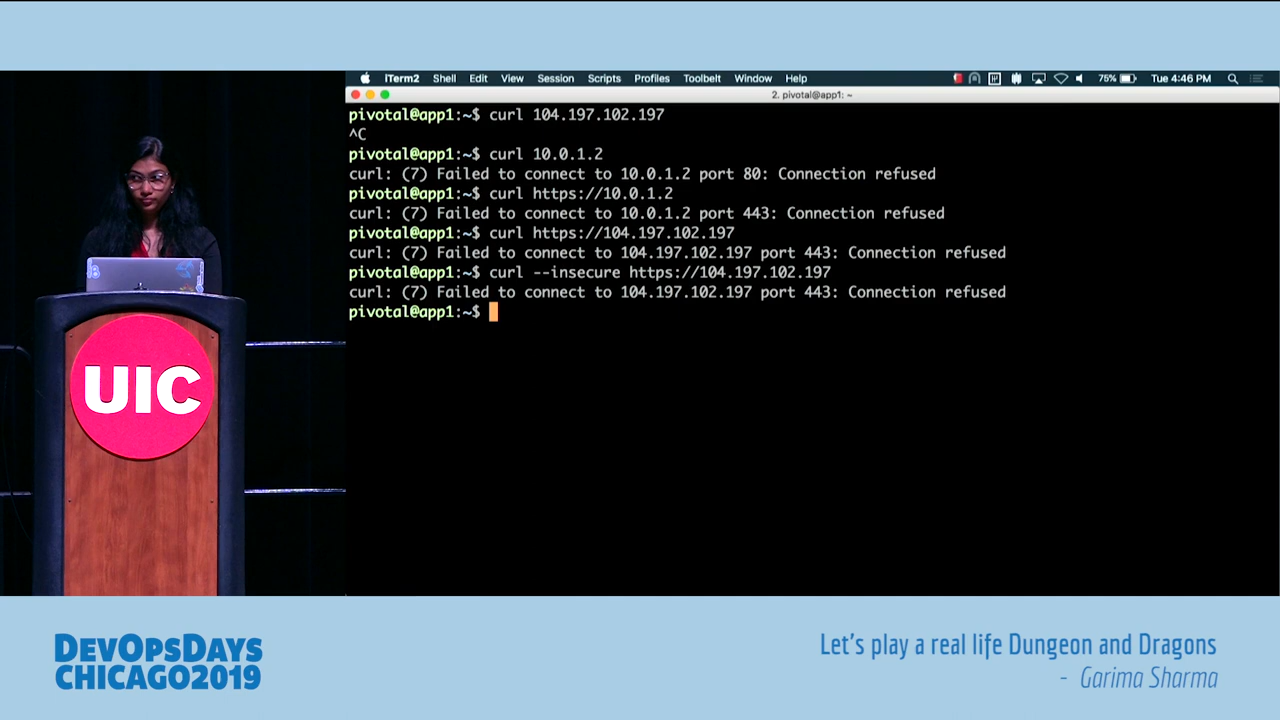 iTerm2 Shell Edit View Session Scripts Profiles Toolbelt Window Help 75% Tue 4:46 PM
2. pivotal@app1: ~
pivotal@app1:~$ curl 104.197.102.197
^C
pivotal@app1:~$ curl 10.0.1.2
curl: (7) Failed to connect to 10.0.1.2 port 80: Connection refused
pivotal@app1:~$ curl https://10.0.1.2
curl: (7) Failed to connect to 10.0.1.2 port 443: Connection refused
pivotal@app1:~$ curl https://104.197.102.197
curl: (7) Failed to connect to 104.197.102.197 port 443: Connection refused
pivotal@app1:~$ curl --insecure https://104.197.102.197
curl: (7) Failed to connect to 104.197.102.197 port 443: Connection refused
pivotal@app1:~$
UIC
DEVOPSDAYS
CHICAGO2019
Let's play a real life Dungeon and Dragons
- Garima Sharma